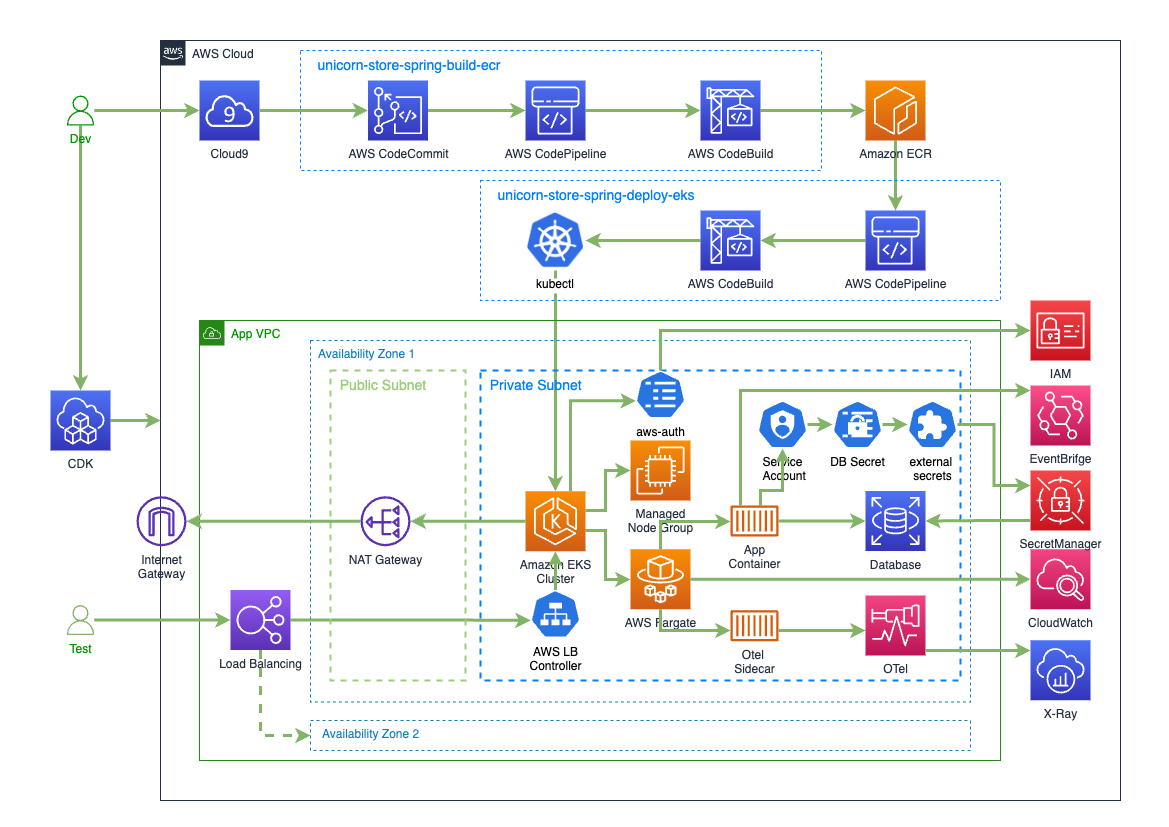 aws
AWS Cloud
unicorn-store-spring-build-ecr
9
Dev
Cloud9
AWS CodeCommit
AWS CodePipeline
AWS CodeBuild
Amazon ECR
unicorn-store-spring-deploy-eks
kubectl
AWS CodeBuild
AWS CodePipeline
App VPC
Availability Zone 1
Public Subnet
Private Subnet
IAM
aws-auth
CDK
Service
Account
DB Secret
external
secrets
EventBrifge
K
Managed
Node Group
Internet
Gateway
NAT Gateway
Amazon EKS
Cluster
App
Container
Database
SecretManager
AWS Fargate
CloudWatch
Test
Load Balancing
AWS LB
Controller
Otel
Sidecar
OTel
X-Ray
Availability Zone 2